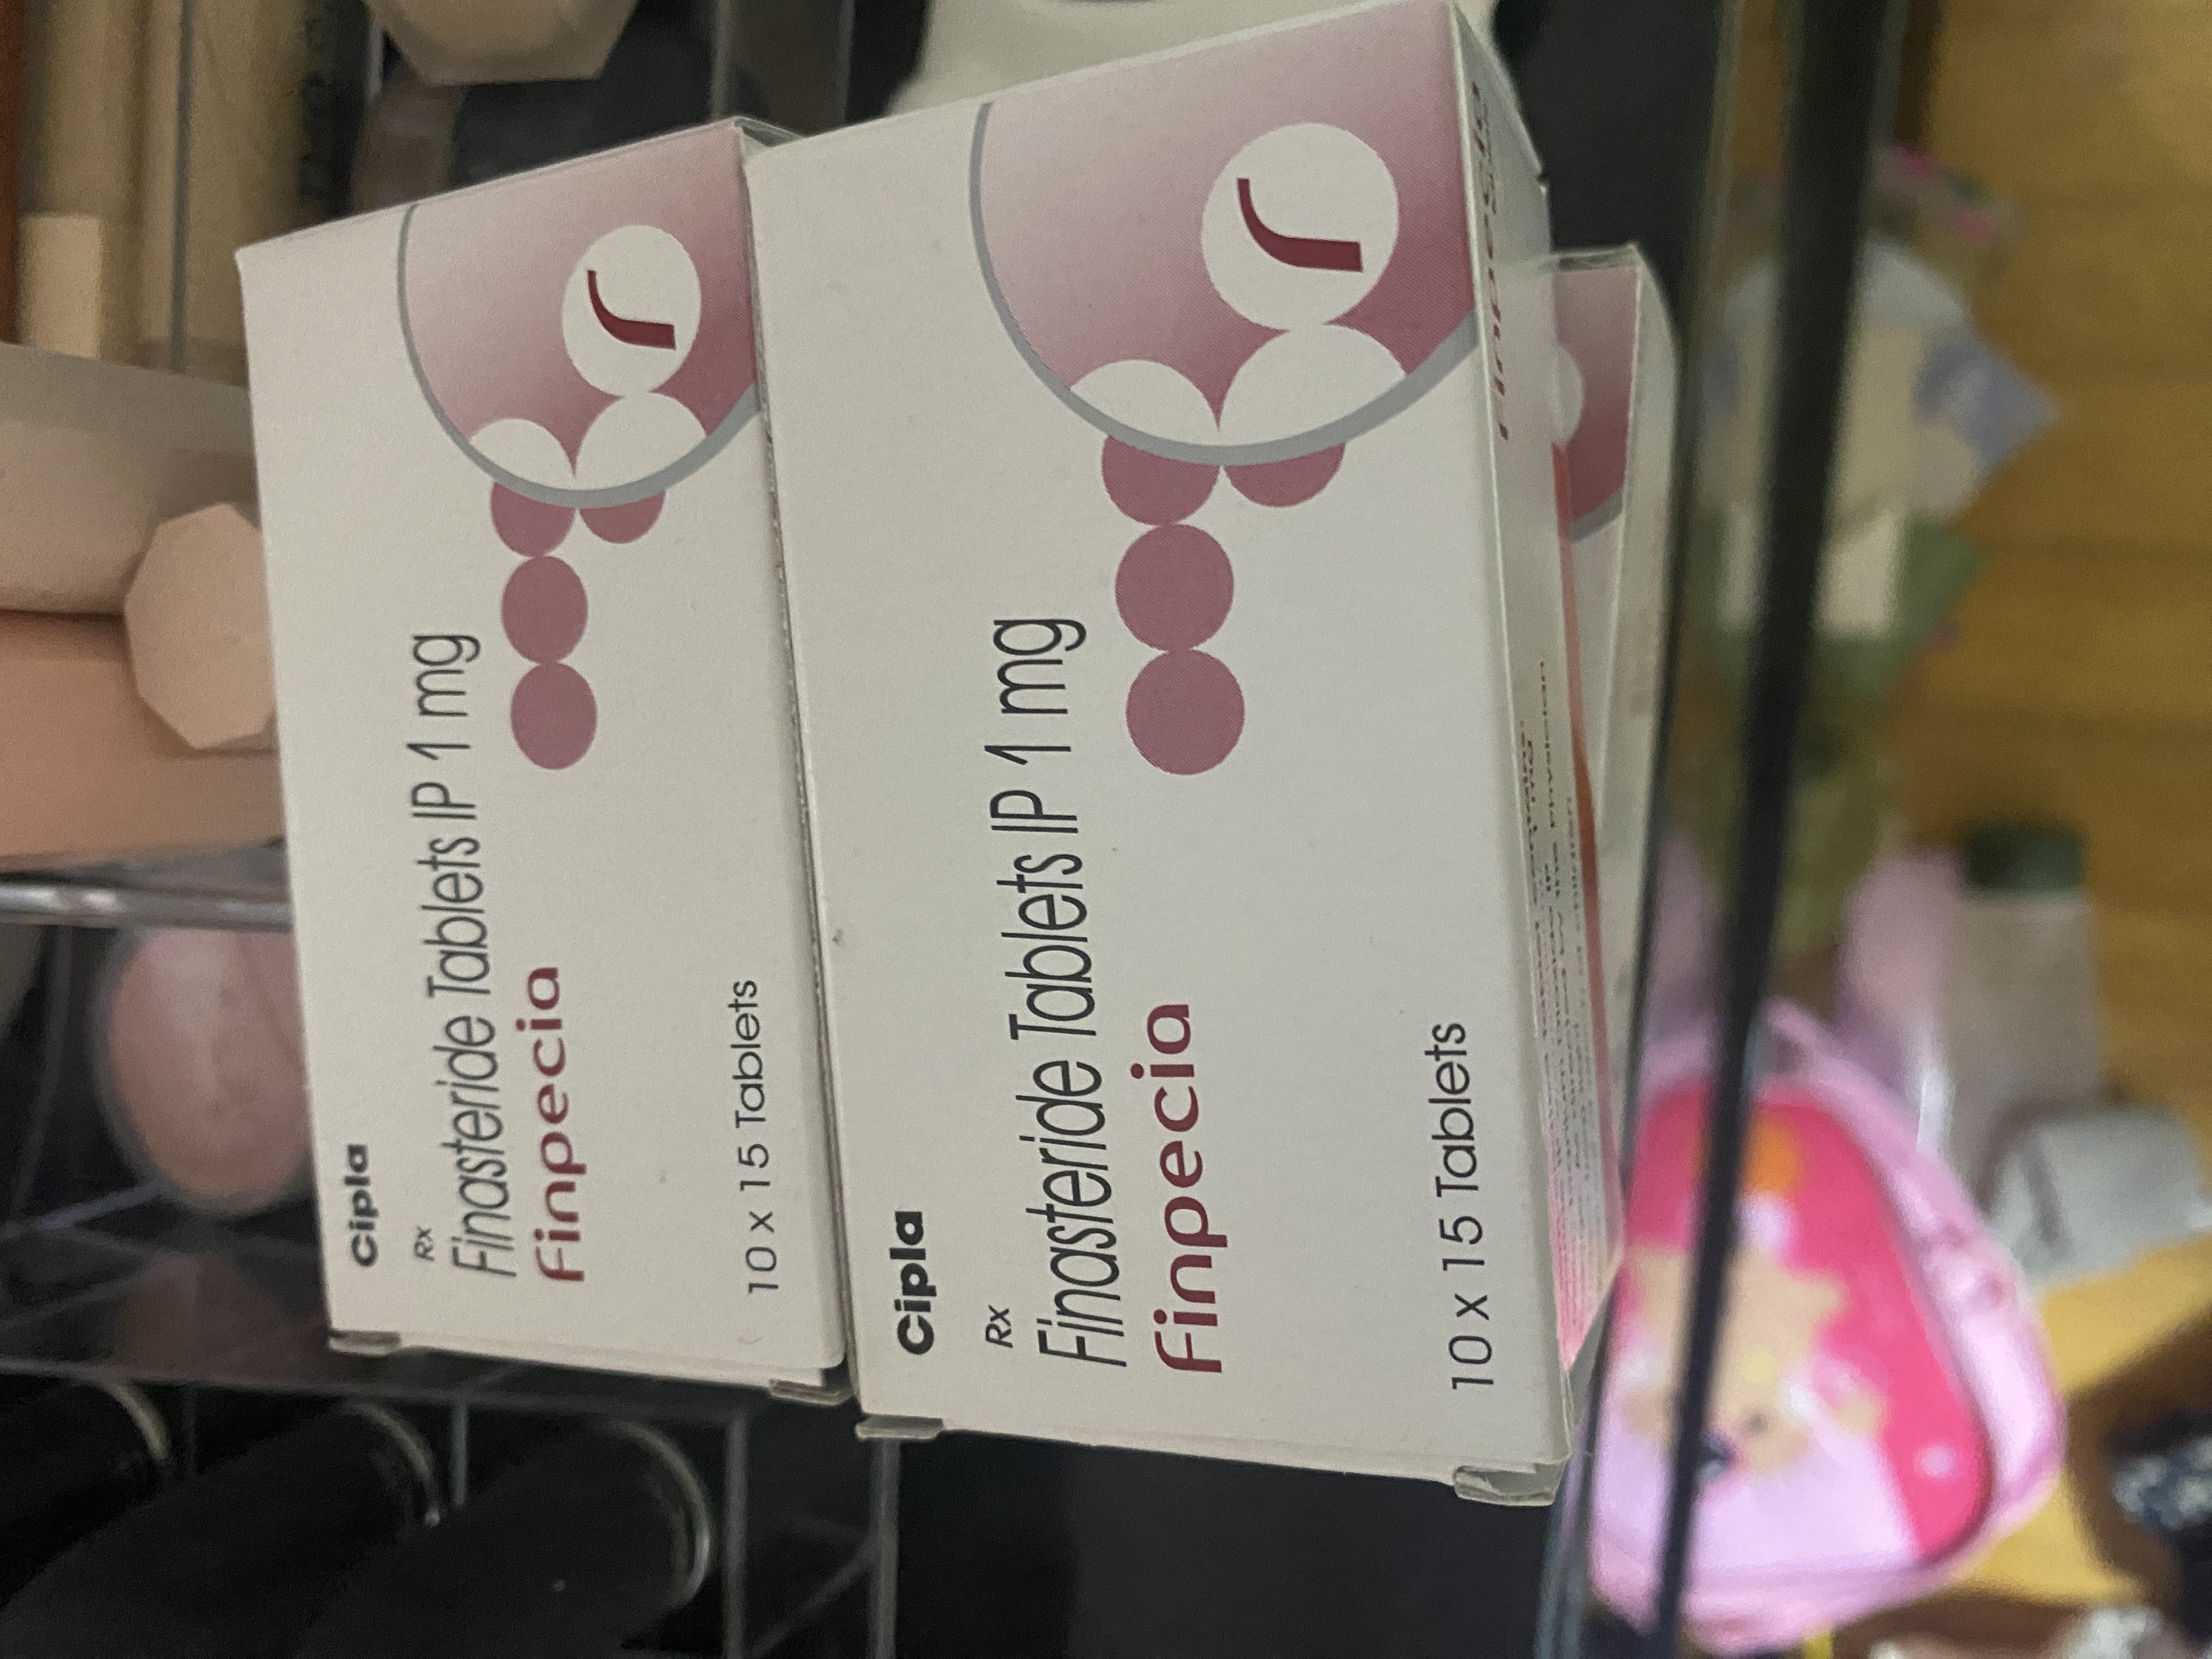 Cipla
Rx
Finasteride Tablets IP 1 mg
Finpecia
10 x 15 Tablets
Cipla
Rx
Finasteride Tablets IP 1 mg
Finpecia
10 x 15 Tablets
Finpecia